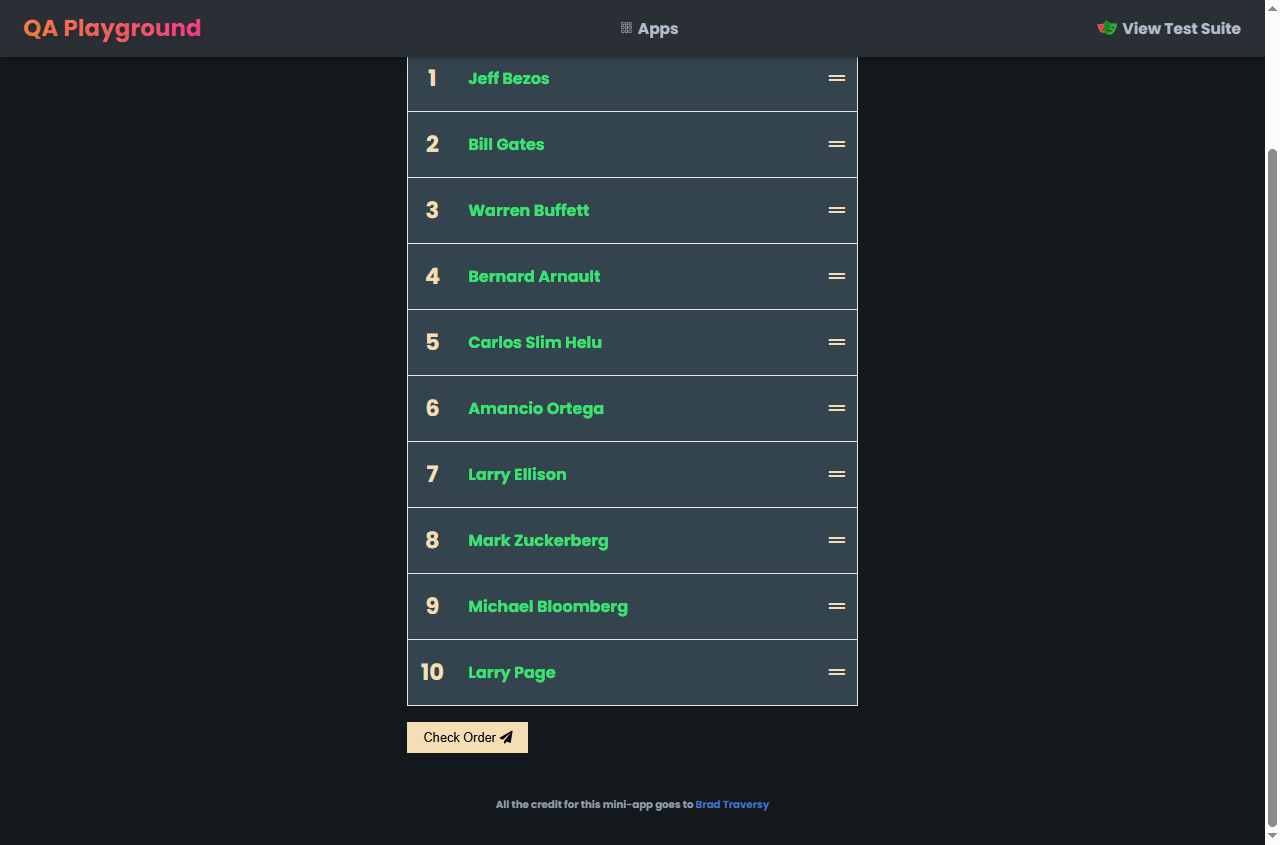 QA Playground
Apps
View Test Suite
1 Jeff Bezos
2 Bill Gates
3 Warren Buffett
4 Bernard Arnault
5 Carlos Slim Helu
6 Amancio Ortega
7 Larry Ellison
8 Mark Zuckerberg
9 Michael Bloomberg
10 Larry Page
Check Order
All the credit for this mini-app goes to Brad Traversy